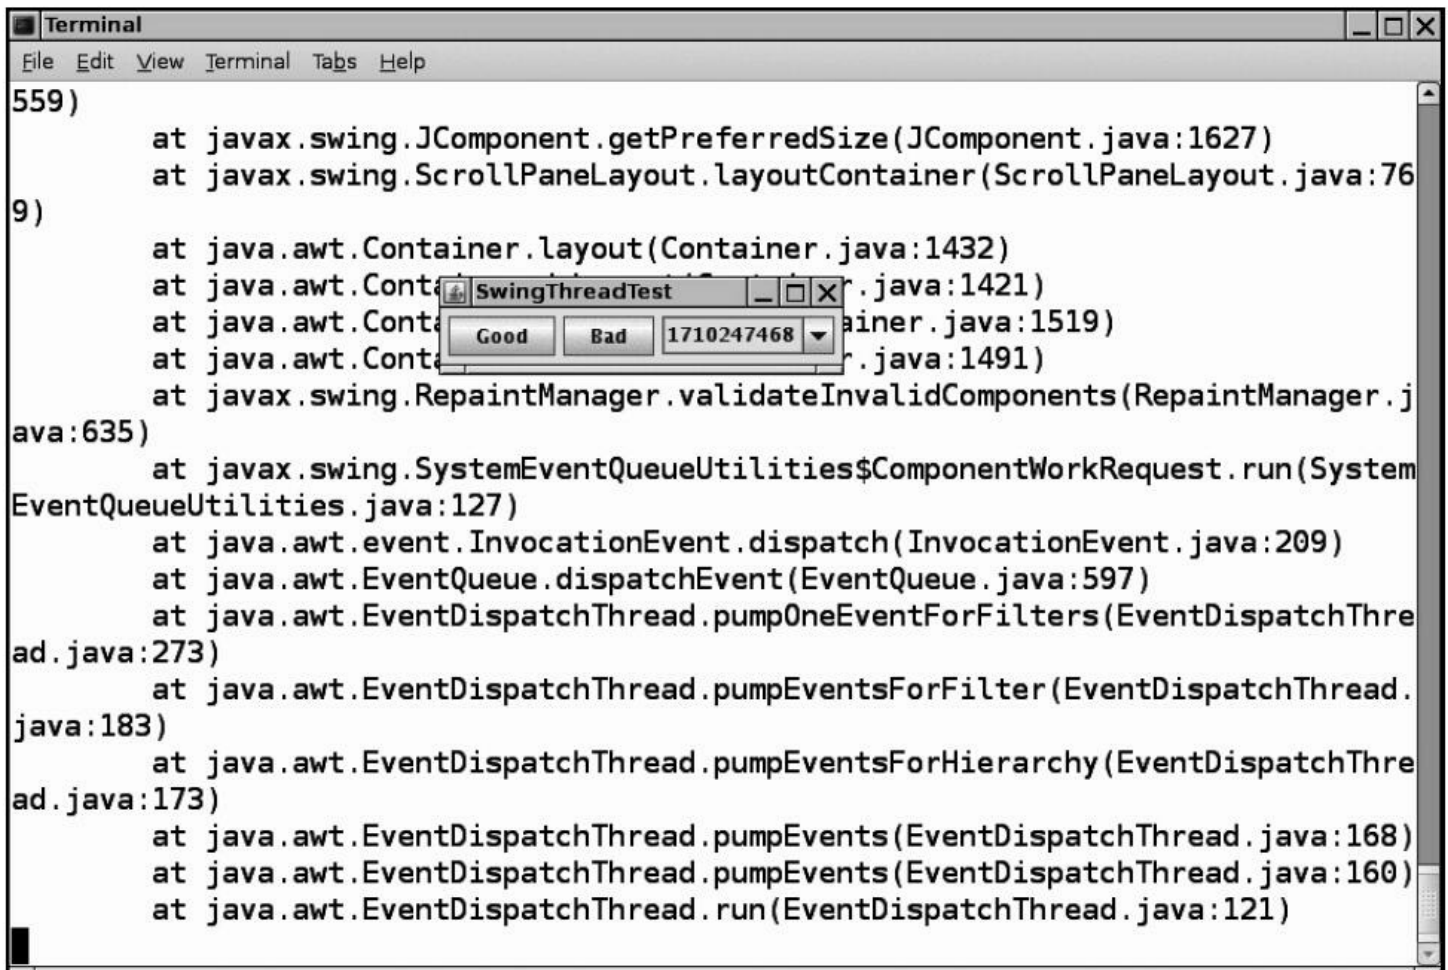 Terminal
File Edit View Terminal Tabs Help
559)
at javax.swing.JComponent.getPreferredSize(JComponent.java:1627)
at javax.swing.ScrollPaneLayout.layoutContainer(ScrollPaneLayout.java:76
9)
at java.awt.Container.layout(Container.java:1432)
at java.awt.Conta r.java:1421)
at java.awt.Conta ainer.java:1519)
at java.awt.Conta r.java:1491)
SwingThreadTest
Good Bad 1710247468
at javax.swing.RepaintManager.validateInvalidComponents(RepaintManager.j
ava:635)
at javax.swing.SystemEventQueueUtilities$ComponentWorkRequest.run(System
EventQueueUtilities.java:127)
at java.awt.event.InvocationEvent.dispatch(InvocationEvent.java:209)
at java.awt.EventQueue.dispatchEvent(EventQueue.java:597)
at java.awt.EventDispatchThread.pumpOneEventForFilters(EventDispatchThre
ad.java:273)
at java.awt.EventDispatchThread.pumpEventsForFilter(EventDispatchThread.
java:183)
at java.awt.EventDispatchThread.pumpEventsForHierarchy(EventDispatchThre
ad.java:173)
at java.awt.EventDispatchThread.pumpEvents(EventDispatchThread.java:168)
at java.awt.EventDispatchThread.pumpEvents(EventDispatchThread.java:160)
at java.awt.EventDispatchThread.run(EventDispatchThread.java:121)